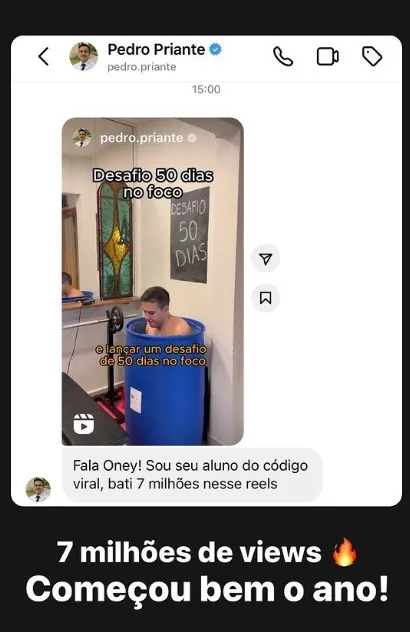 Pedro Priante
pedro.priante
15:00
pedro.priante
Desafio 50 dias
no foco
DESAFIO
50
DIAS
e lançar um desafio
de 50 dias no foco
Fala Oney! Sou seu aluno do código
viral, bati 7 milhões nesse reels
7 milhões de views 🔥
Começou bem o ano!